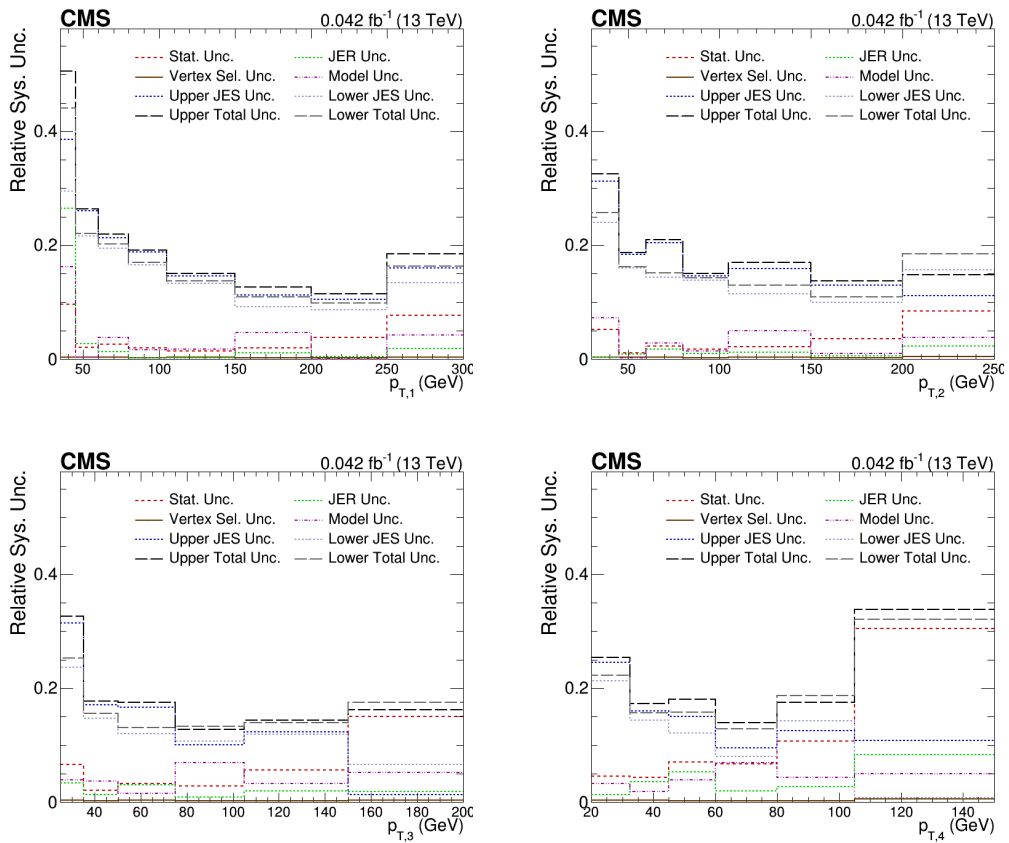 CMS 0.042 fb⁻¹ (13 TeV)
Relative Sys. Unc.
Stat. Unc. JER Unc.
Vertex Sel. Unc. Model Unc.
Upper JES Unc. Lower JES Unc.
Upper Total Unc. Lower Total Unc.
0.4
0.2
0
50 100 150 200 250 300
p_T,1 (GeV)
CMS 0.042 fb⁻¹ (13 TeV)
Relative Sys. Unc.
Stat. Unc. JER Unc.
Vertex Sel. Unc. Model Unc.
Upper JES Unc. Lower JES Unc.
Upper Total Unc. Lower Total Unc.
0.4
0.2
0
50 100 150 200 250
p_T,2 (GeV)
CMS 0.042 fb⁻¹ (13 TeV)
Relative Sys. Unc.
Stat. Unc. JER Unc.
Vertex Sel. Unc. Model Unc.
Upper JES Unc. Lower JES Unc.
Upper Total Unc. Lower Total Unc.
0.4
0.2
0
40 60 80 100 120 140 160 180 200
p_T,3 (GeV)
CMS 0.042 fb⁻¹ (13 TeV)
Relative Sys. Unc.
Stat. Unc. JER Unc.
Vertex Sel. Unc. Model Unc.
Upper JES Unc. Lower JES Unc.
Upper Total Unc. Lower Total Unc.
0.4
0.2
0
20 40 60 80 100 120 140
p_T,4 (GeV)